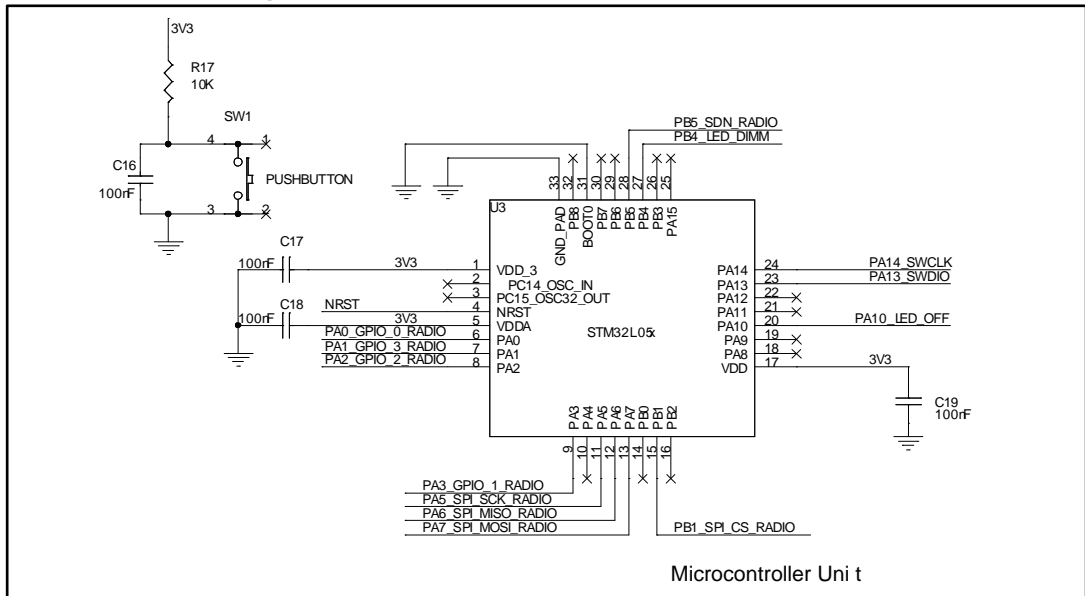 3V3
R17
10K
SW1
4
1
C16
100nF
PUSHBUTTON
3
2
PB5_SDN_RADIO
PB4_LED_DIMM
33
32
31
30
29
28
27
26
25
U3
GND_PAD
PB8
BOOT0
PB7
PB6
PB5
PB4
PB3
PA15
C17
100nF
3V3
1
VDD_3
2
PC14_OSC_IN
3
PC15_OSC32_OUT
NRST
4
NRST
C18
100nF
3V3
5
VDDA
PA0_GPIO_0_RADIO
6
PA0
PA1_GPIO_3_RADIO
7
PA1
PA2_GPIO_2_RADIO
8
PA2
STM32L05x
PA14
24
PA14_SWCLK
PA13
23
PA13_SWDIO
PA12
22
PA11
21
PA10
20
PA10_LED_OFF
PA9
19
PA8
18
VDD
17
3V3
C19
100nF
PA3
PA4
PA5
PA6
PA7
PB0
PB1
PB2
9
10
11
12
13
14
15
16
PA3_GPIO_1_RADIO
PA5_SPI_SCK_RADIO
PA6_SPI_MISO_RADIO
PA7_SPI_MOSI_RADIO
PB1_SPI_CS_RADIO
Microcontroller Uni t